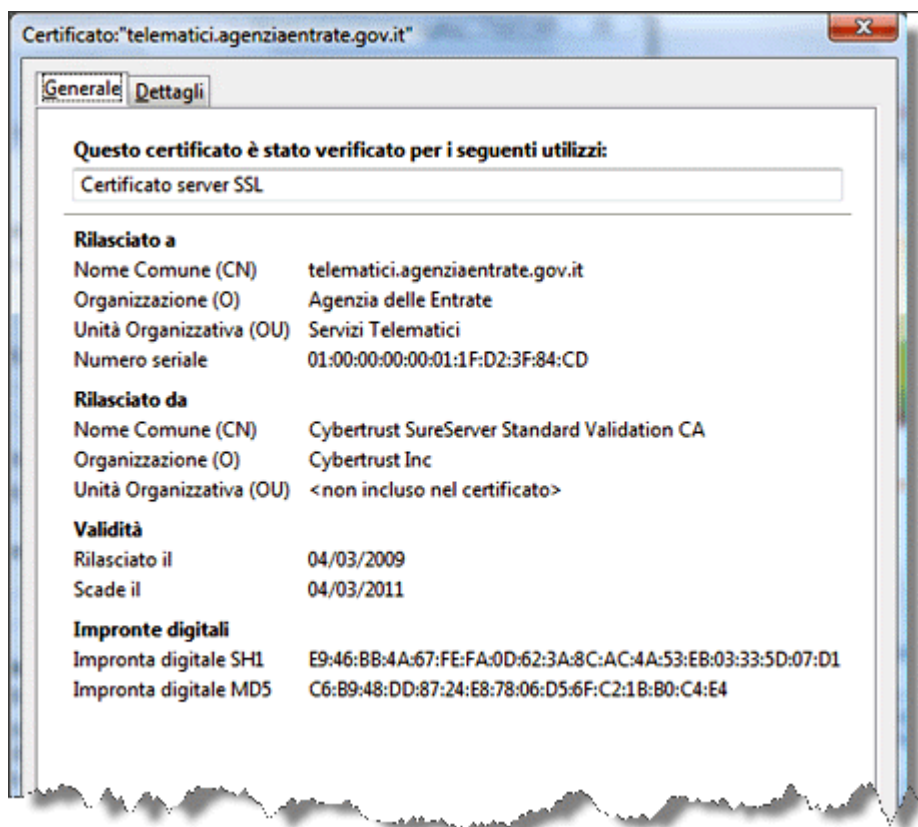 Certificato:"telematici.agenziaentrate.gov.it"
Generale Dettagli
Questo certificato è stato verificato per i seguenti utilizzi:
Certificato server SSL
Rilasciato a
Nome Comune (CN) telematici.agenziaentrate.gov.it
Organizzazione (O) Agenzia delle Entrate
Unità Organizzativa (OU) Servizi Telematici
Numero seriale 01:00:00:00:00:01:1F:D2:3F:84:CD
Rilasciato da
Nome Comune (CN) Cybertrust SureServer Standard Validation CA
Organizzazione (O) Cybertrust Inc
Unità Organizzativa (OU) <non incluso nel certificato>
Validità
Rilasciato il 04/03/2009
Scade il 04/03/2011
Impronte digitali
Impronta digitale SH1 E9:46:BB:4A:67:FE:FA:0D:62:3A:8C:AC:4A:53:EB:03:33:5D:07:D1
Impronta digitale MD5 C6:B9:48:DD:87:24:E8:78:06:D5:6F:C2:1B:B0:C4:E4